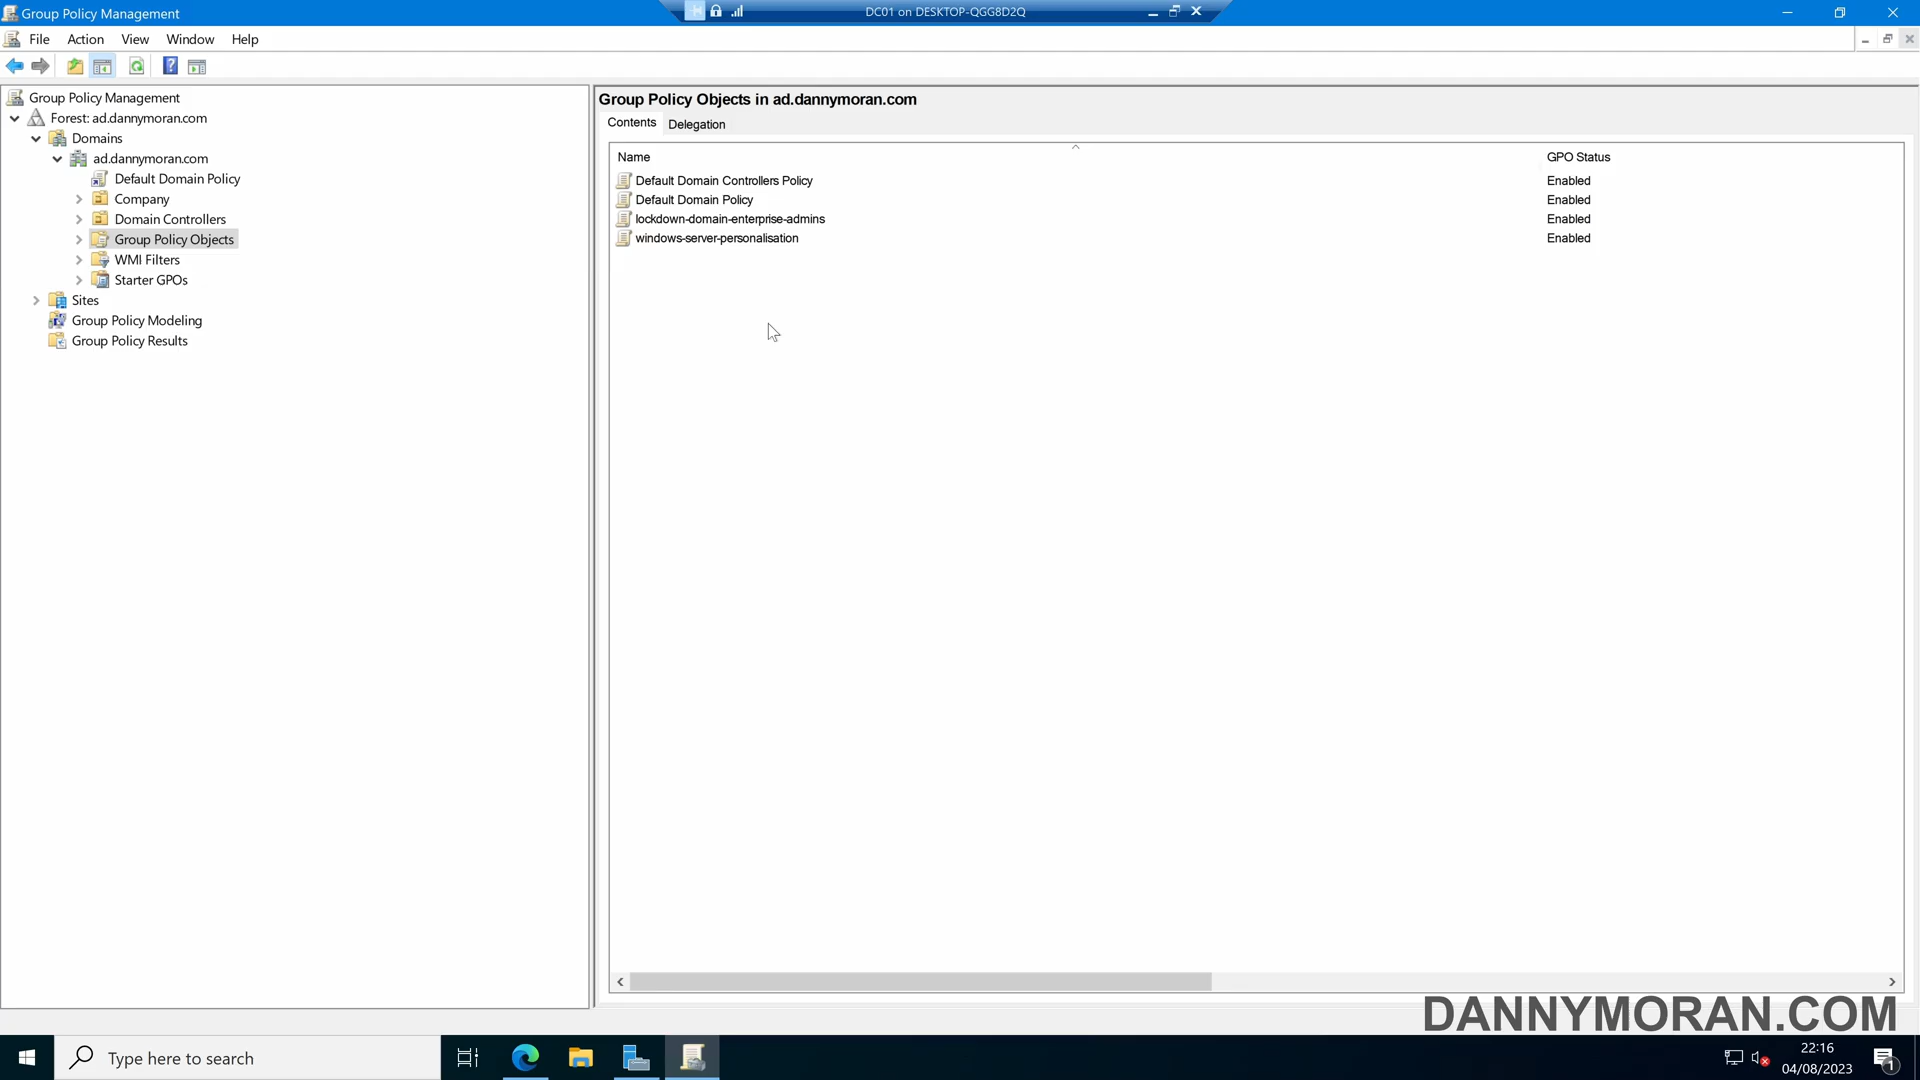 Group Policy Management
DC01 on DESKTOP-QGG8D2Q
File Action View Window Help
Group Policy Management
Forest: ad.dannymoran.com
Domains
ad.dannymoran.com
Default Domain Policy
Company
Domain Controllers
Group Policy Objects
WMI Filters
Starter GPOs
Sites
Group Policy Modeling
Group Policy Results
Group Policy Objects in ad.dannymoran.com
Contents Delegation
Name GPO Status
Default Domain Controllers Policy Enabled
Default Domain Policy Enabled
lockdown-domain-enterprise-admins Enabled
windows-server-personalisation Enabled
DANNYMORAN.COM
Type here to search
22:16
04/08/2023
1